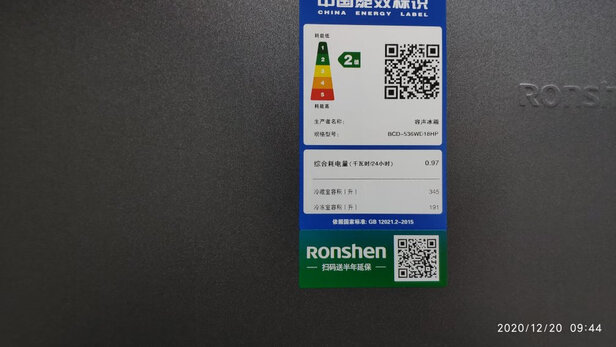 中国能效标识
CHINA ENERGY LABEL
耗能低
1
2
3
4
5
2级
耗能高
生产者名称:
容声冰箱
规格型号:
BCD-536WD18HP
综合耗电量(千瓦时/24小时)
0.97
冷藏室容积(升)
345
冷冻室容积(升)
191
依据国家标准: GB 12021.2-2015
Ronshen
扫码送半年延保
RONSHEN
2020/12/20 09:44